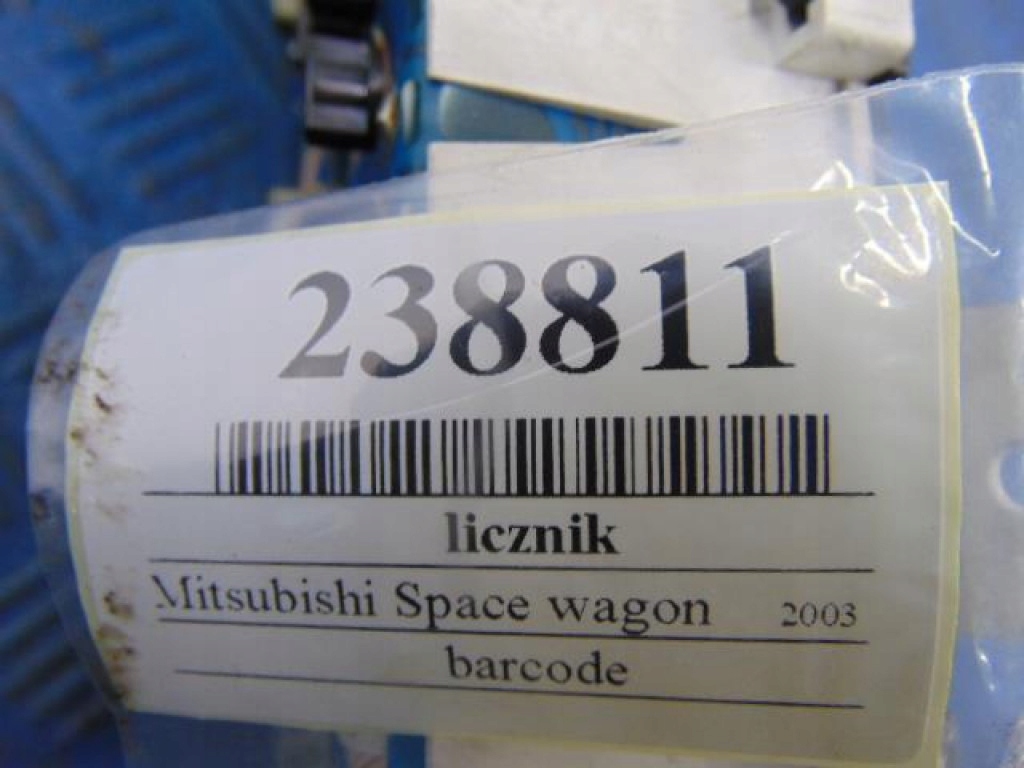 238811
licznik
Mitsubishi Space wagon 2003
barcode